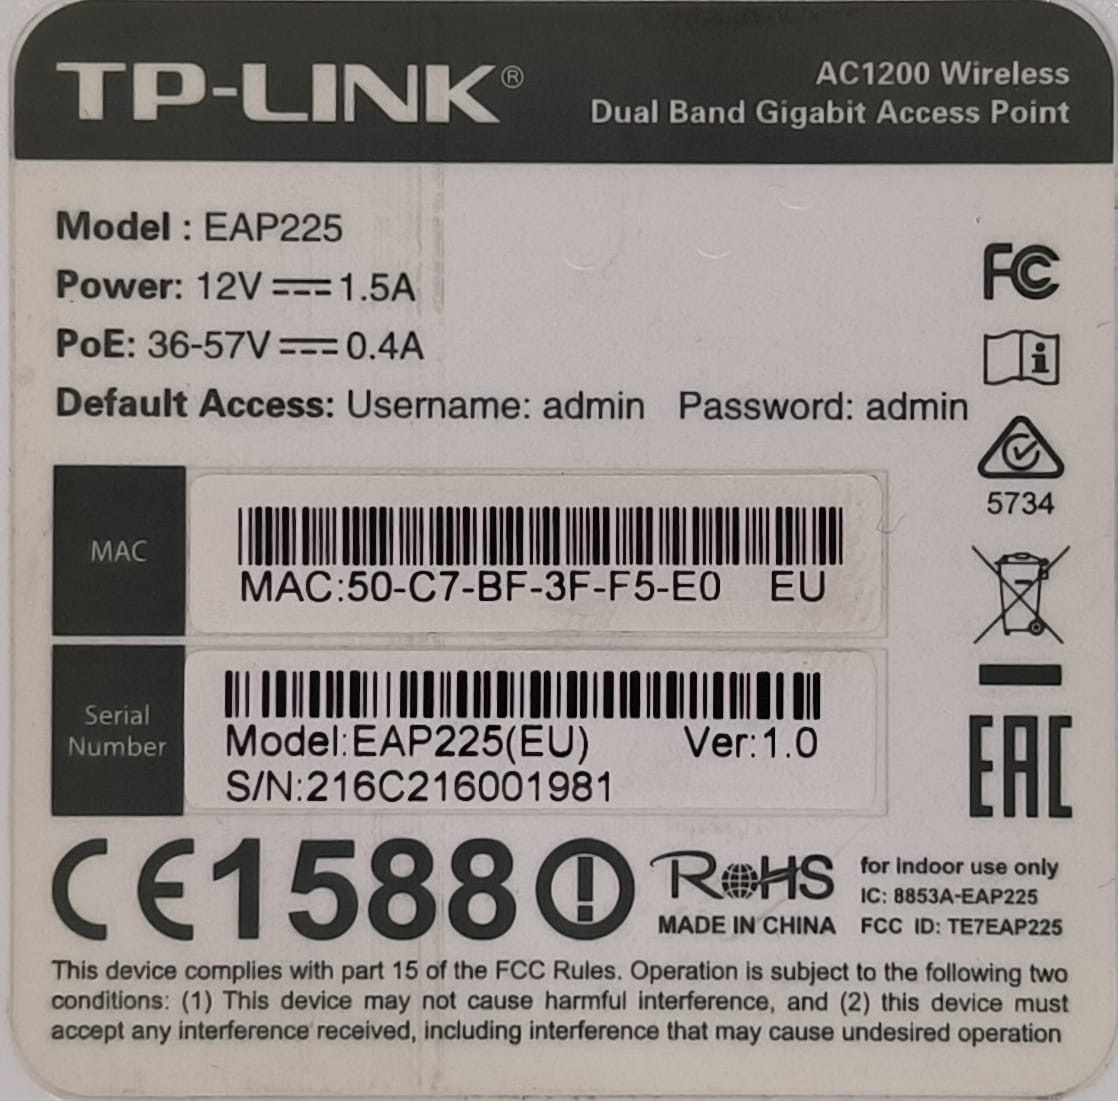 TP-LINK®
AC1200 Wireless
Dual Band Gigabit Access Point
Model : EAP225
Power: 12V⎓1.5A
PoE: 36-57V⎓0.4A
Default Access: Username: admin Password: admin
FC
5734
MAC
MAC:50-C7-BF-3F-F5-E0 EU
Serial
Number
Model:EAP225(EU) Ver:1.0
S/N:216C216001981
EAC
CE1588
RoHS
MADE IN CHINA
for indoor use only
IC: 8853A-EAP225
FCC ID: TE7EAP225
This device complies with part 15 of the FCC Rules. Operation is subject to the following two
conditions: (1) This device may not cause harmful interference, and (2) this device must
accept any interference received, including interference that may cause undesired operation